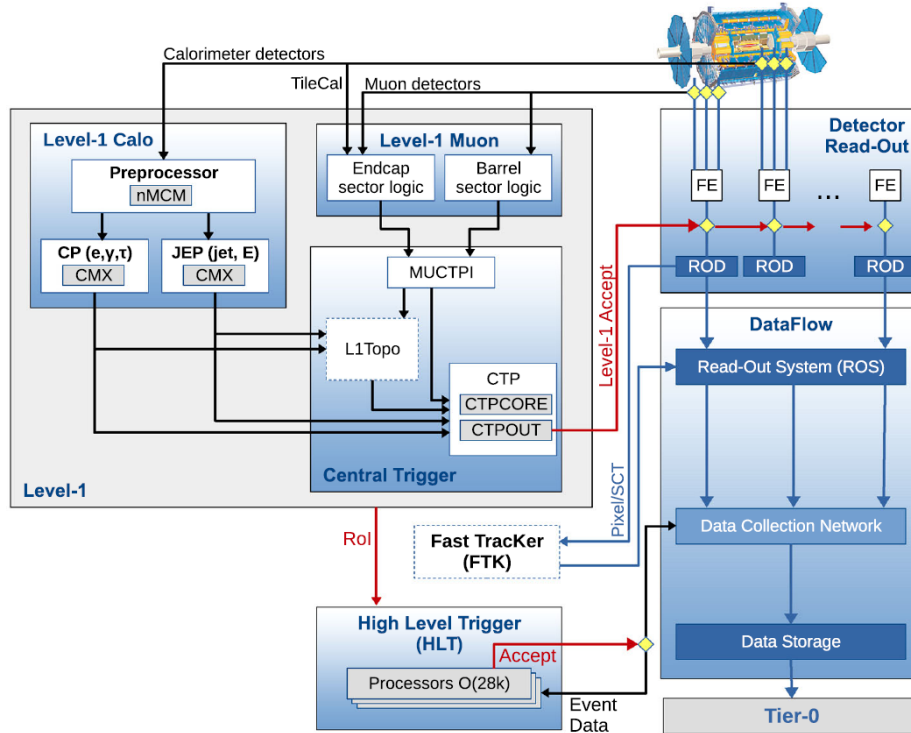 Calorimeter detectors
TileCal
Muon detectors
Level-1 Calo
Preprocessor
nMCM
CP (e,γ,τ)
CMX
JEP (jet, E)
CMX
Level-1 Muon
Endcap
sector logic
Barrel
sector logic
MUCTPI
L1Topo
CTP
CTPCORE
CTPOUT
Central Trigger
Level-1
Level-1 Accept
Detector
Read-Out
FE
FE
...
FE
ROD
ROD
ROD
DataFlow
Read-Out System (ROS)
Pixel/SCT
Data Collection Network
RoI
Fast TracKer
(FTK)
High Level Trigger
(HLT)
Accept
Processors O(28k)
Event
Data
Data Storage
Tier-0